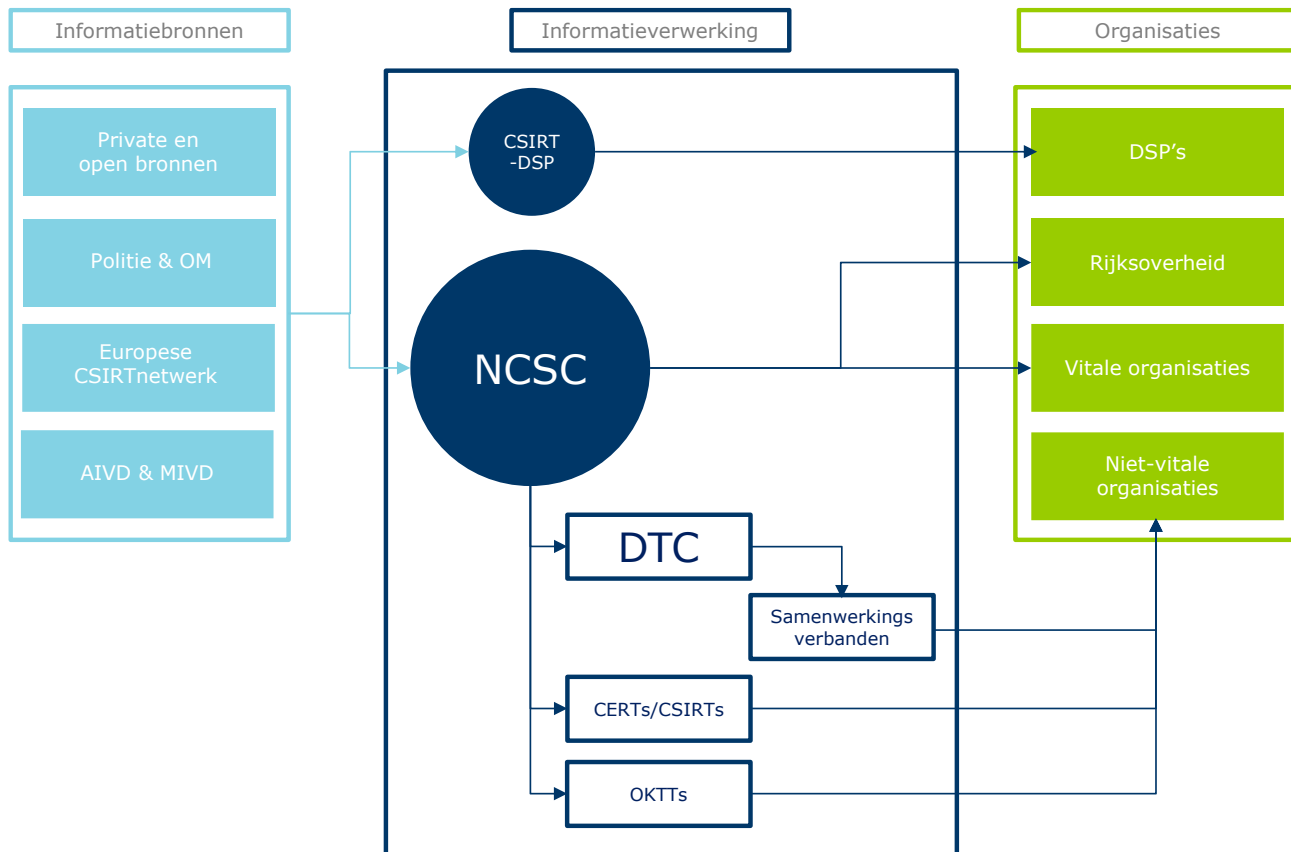 Informatiebronnen
Informatieverwerking
Organisaties
Private en
open bronnen
Politie & OM
Europese
CSIRTnetwerk
AIVD & MIVD
CSIRT
-DSP
NCSC
DTC
Samenwerkings
verbanden
CERTs/CSIRTs
OKTTs
DSP’s
Rijksoverheid
Vitale organisaties
Niet-vitale
organisaties